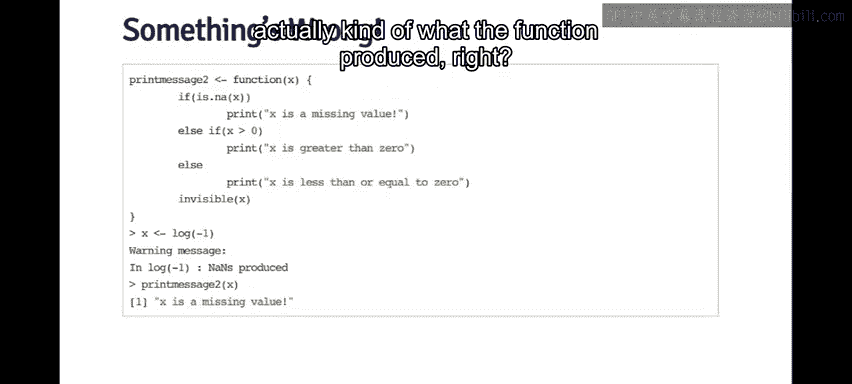 Something's Wrong!
actually kind of what the function
produced, right?
printmessage2 <- function(x) {
        if(is.na(x))
                print("x is a missing value!")
        else if(x > 0)
                print("x is greater than zero")
        else
                print("x is less than or equal to zero")
        invisible(x)
}
> x <- log(-1)
Warning message:
In log(-1) : NaNs produced
> printmessage2(x)
[1] "x is a missing value!"